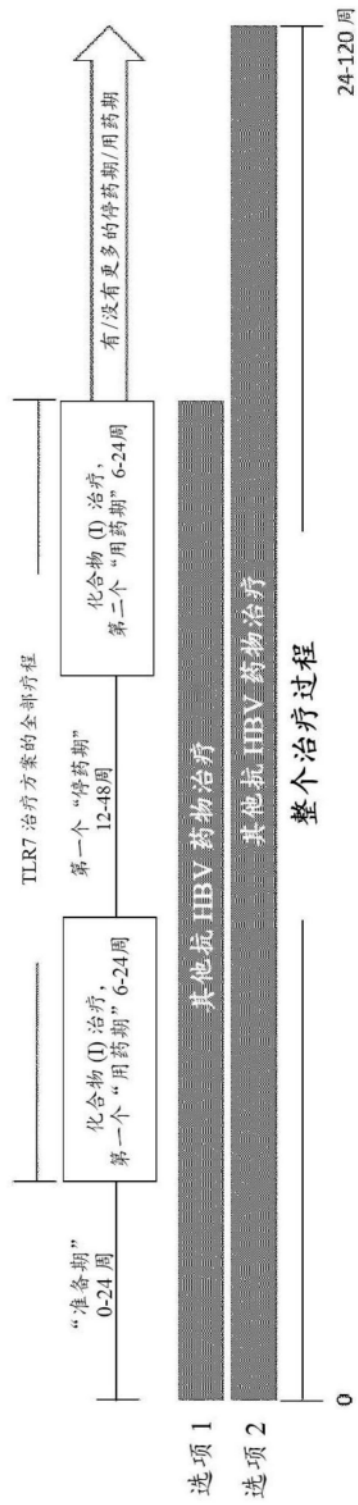 TLR7 治疗方案的全部疗程
“准备期”
0-24 周
化合物 (I) 治疗，
第一个“用药期” 6-24周
第一个“停药期”
12-48周
化合物 (I) 治疗，
第二个“用药期” 6-24周
有/没有更多的停药期/用药期
选项 1
其他抗 HBV 药物治疗
选项 2
其他抗 HBV 药物治疗
整个治疗过程
0
24-120 周